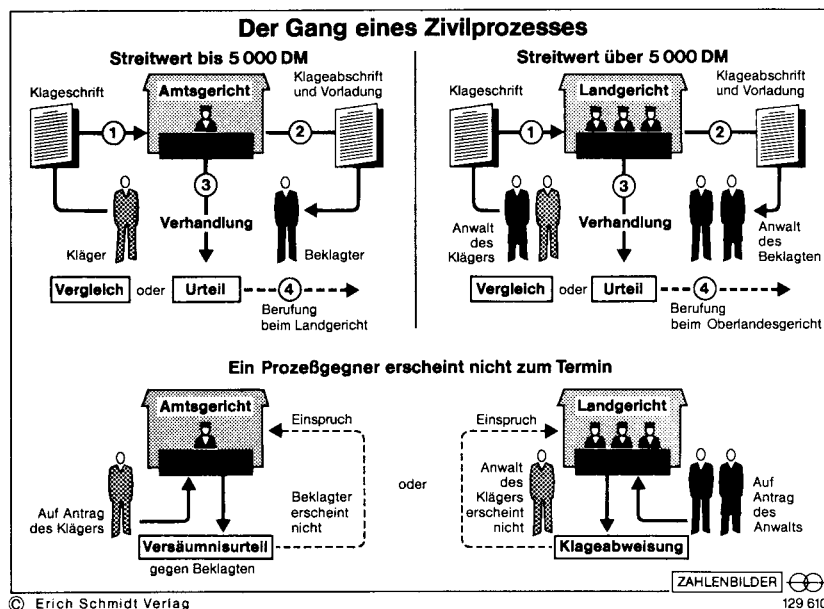 Der Gang eines Zivilprozesses
Streitwert bis 5 000 DM
Klageschrift
Amtsgericht
Klageabschrift
und Vorladung
1
2
3
Kläger
Verhandlung
Beklagter
Vergleich oder Urteil
4
Berufung
beim Landgericht
Streitwert über 5 000 DM
Klageschrift
Landgericht
Klageabschrift
und Vorladung
1
2
3
Anwalt
des
Klägers
Verhandlung
Anwalt
des
Beklagten
Vergleich oder Urteil
4
Berufung
beim Oberlandesgericht
Ein Prozeßgegner erscheint nicht zum Termin
Amtsgericht
Einspruch
Auf Antrag
des Klägers
Beklagter
erscheint
nicht
Versäumnisurteil
gegen Beklagten
oder
Einspruch
Landgericht
Anwalt
des
Klägers
erscheint
nicht
Auf
Antrag
des
Anwalts
Klageabweisung
ZAHLENBILDER
© Erich Schmidt Verlag
129 610